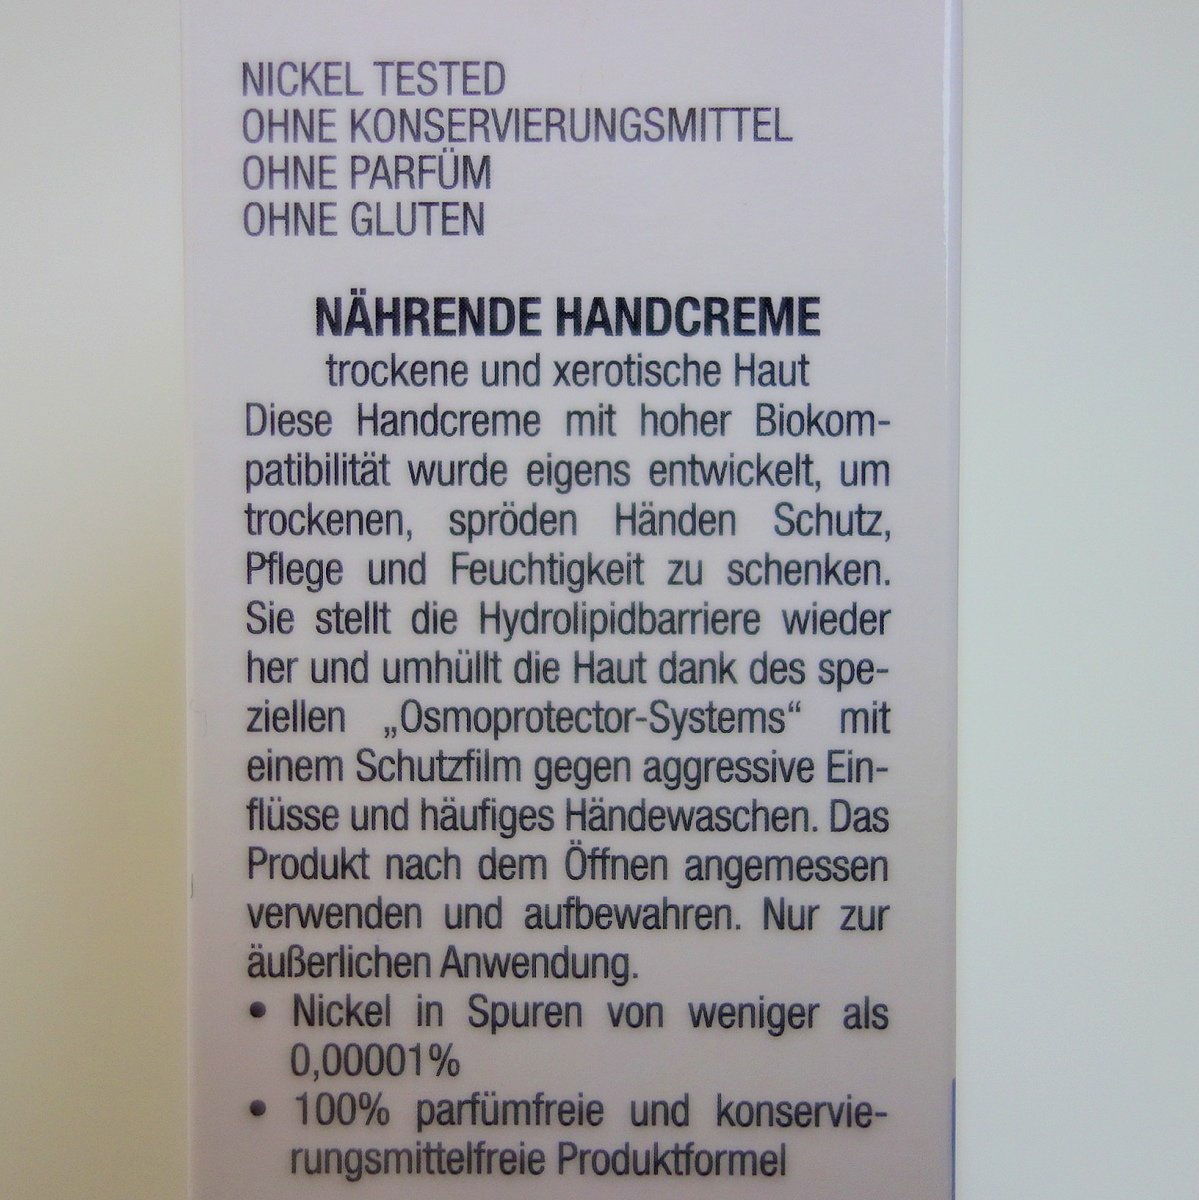 NICKEL TESTED
OHNE KONSERVIERUNGSMITTEL
OHNE PARFÜM
OHNE GLUTEN
NÄHRENDE HANDCREME
trockene und xerotische Haut
Diese Handcreme mit hoher Biokom-
patibilität wurde eigens entwickelt, um
trockenen, spröden Händen Schutz,
Pflege und Feuchtigkeit zu schenken.
Sie stellt die Hydrolipidbarriere wieder
her und umhüllt die Haut dank des spe-
ziellen „Osmoprotector-Systems“ mit
einem Schutzfilm gegen aggressive Ein-
flüsse und häufiges Händewaschen. Das
Produkt nach dem Öffnen angemessen
verwenden und aufbewahren. Nur zur
äußerlichen Anwendung.
• Nickel in Spuren von weniger als
0,00001%
• 100% parfümfreie und konservie-
rungsmittelfreie Produktformel